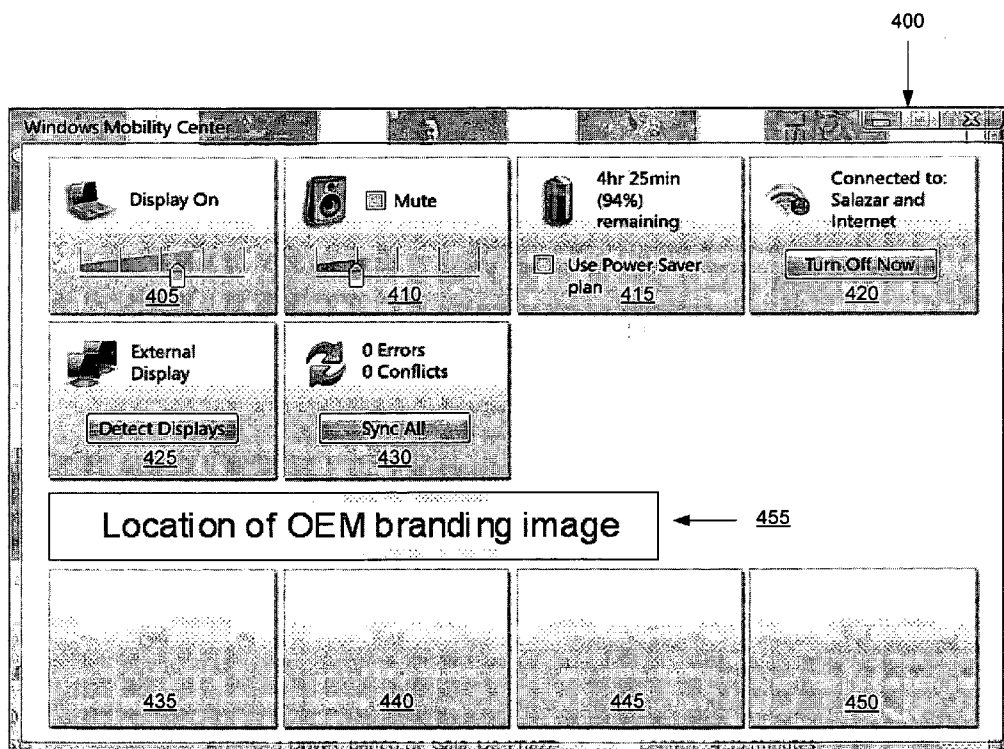 400
Windows Mobility Center
Display On
405
Mute
410
4hr 25min
(94%)
remaining
Use Power Saver
plan
415
Connected to:
Salazar and
Internet
Turn Off Now
420
External
Display
Detect Displays
425
0 Errors
0 Conflicts
Sync All
430
Location of OEM branding image
455
435
440
445
450